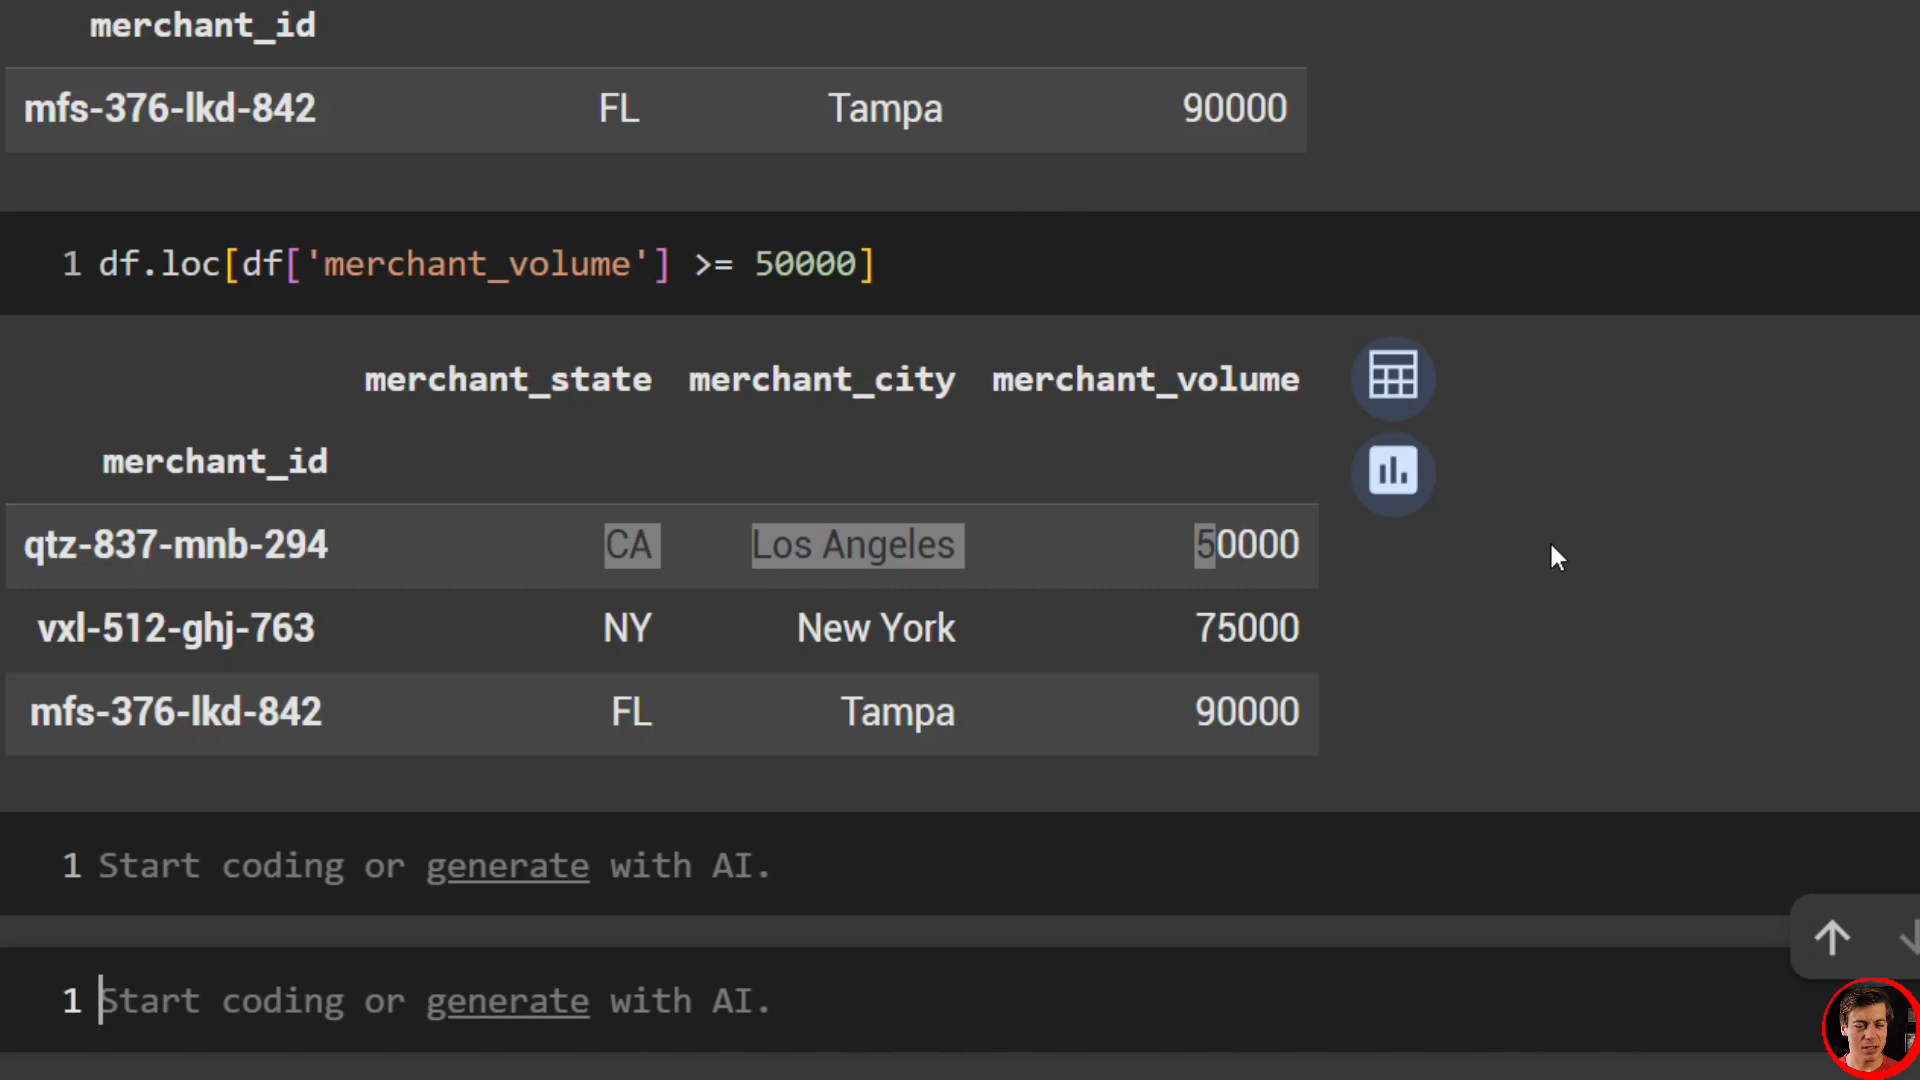 merchant_id
mfs-376-lkd-842 FL Tampa 90000
1 df.loc[df['merchant_volume'] >= 50000]
merchant_state merchant_city merchant_volume
merchant_id
qtz-837-mnb-294 CA Los Angeles 50000
vxl-512-ghj-763 NY New York 75000
mfs-376-lkd-842 FL Tampa 90000
1 Start coding or generate with AI.
1 Start coding or generate with AI.